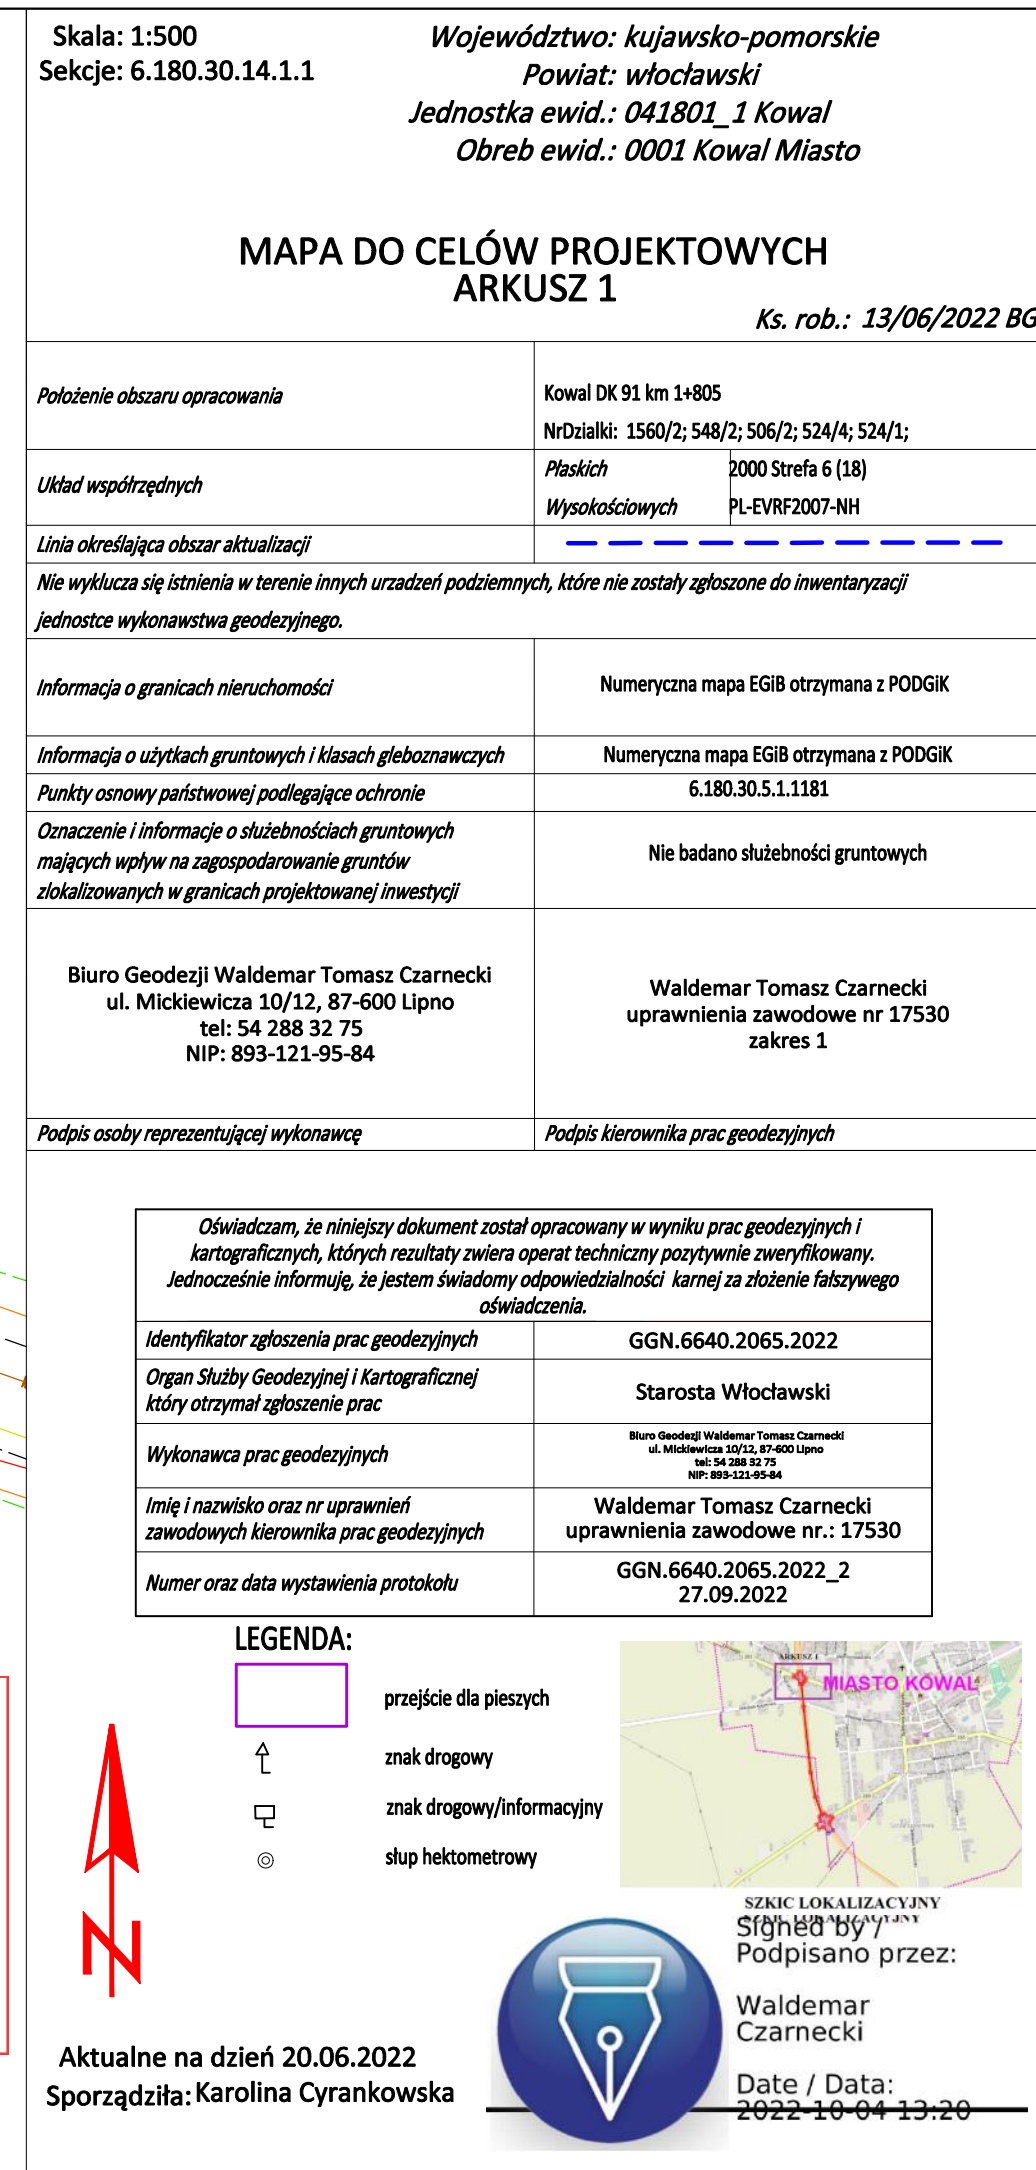 Skala: 1:500
Sekcje: 6.180.30.14.1.1
Województwo: kujawsko-pomorskie
Powiat: włocławski
Jednostka ewid.: 041801_1 Kowal
Obreb ewid.: 0001 Kowal Miasto
MAPA DO CELÓW PROJEKTOWYCH
ARKUSZ 1
Ks. rob.: 13/06/2022 BG
Położenie obszaru opracowania
Kowal DK 91 km 1+805
NrDzialki: 1560/2; 548/2; 506/2; 524/4; 524/1;
Układ współrzędnych
Płaskich 2000 Strefa 6 (18)
Wysokościowych PL-EVRF2007-NH
Linia określająca obszar aktualizacji
Nie wyklucza się istnienia w terenie innych urzadzeń podziemnych, które nie zostały zgłoszone do inwentaryzacji
jednostce wykonawstwa geodezyjnego.
Informacja o granicach nieruchomości
Numeryczna mapa EGiB otrzymana z PODGiK
Informacja o użytkach gruntowych i klasach gleboznawczych
Numeryczna mapa EGiB otrzymana z PODGiK
Punkty osnowy państwowej podlegające ochronie
6.180.30.5.1.1181
Oznaczenie i informacje o służebnościach gruntowych
mających wpływ na zagospodarowanie gruntów
zlokalizowanych w granicach projektowanej inwestycji
Nie badano służebności gruntowych
Biuro Geodezji Waldemar Tomasz Czarnecki
ul. Mickiewicza 10/12, 87-600 Lipno
tel: 54 288 32 75
NIP: 893-121-95-84
Waldemar Tomasz Czarnecki
uprawnienia zawodowe nr 17530
zakres 1
Podpis osoby reprezentującej wykonawcę
Podpis kierownika prac geodezyjnych
Oświadczam, że niniejszy dokument został opracowany w wyniku prac geodezyjnych i
kartograficznych, których rezultaty zwiera operat techniczny pozytywnie zweryfikowany.
Jednocześnie informuję, że jestem świadomy odpowiedzialności karnej za złożenie fałszywego
oświadczenia.
Identyfikator zgłoszenia prac geodezyjnych
GGN.6640.2065.2022
Organ Służby Geodezyjnej i Kartograficznej
który otrzymał zgłoszenie prac
Starosta Włocławski
Wykonawca prac geodezyjnych
Biuro Geodezji Waldemar Tomasz Czarnecki
ul. Mickiewicza 10/12, 87-600 Lipno
tel: 54 288 32 75
NIP: 893-121-95-84
Imię i nazwisko oraz nr uprawnień
zawodowych kierownika prac geodezyjnych
Waldemar Tomasz Czarnecki
uprawnienia zawodowe nr.: 17530
Numer oraz data wystawienia protokołu
GGN.6640.2065.2022_2
27.09.2022
LEGENDA:
przejście dla pieszych
znak drogowy
znak drogowy/informacyjny
słup hektometrowy
ARKUSZ 1
MIASTO KOWAL
SZKIC LOKALIZACYJNY
SZKIC LOKALIZACYJNY
Signed by /
Podpisano przez:
Waldemar
Czarnecki
Date / Data:
2022-10-04 13:20
N
Aktualne na dzień 20.06.2022
Sporządziła: Karolina Cyrankowska